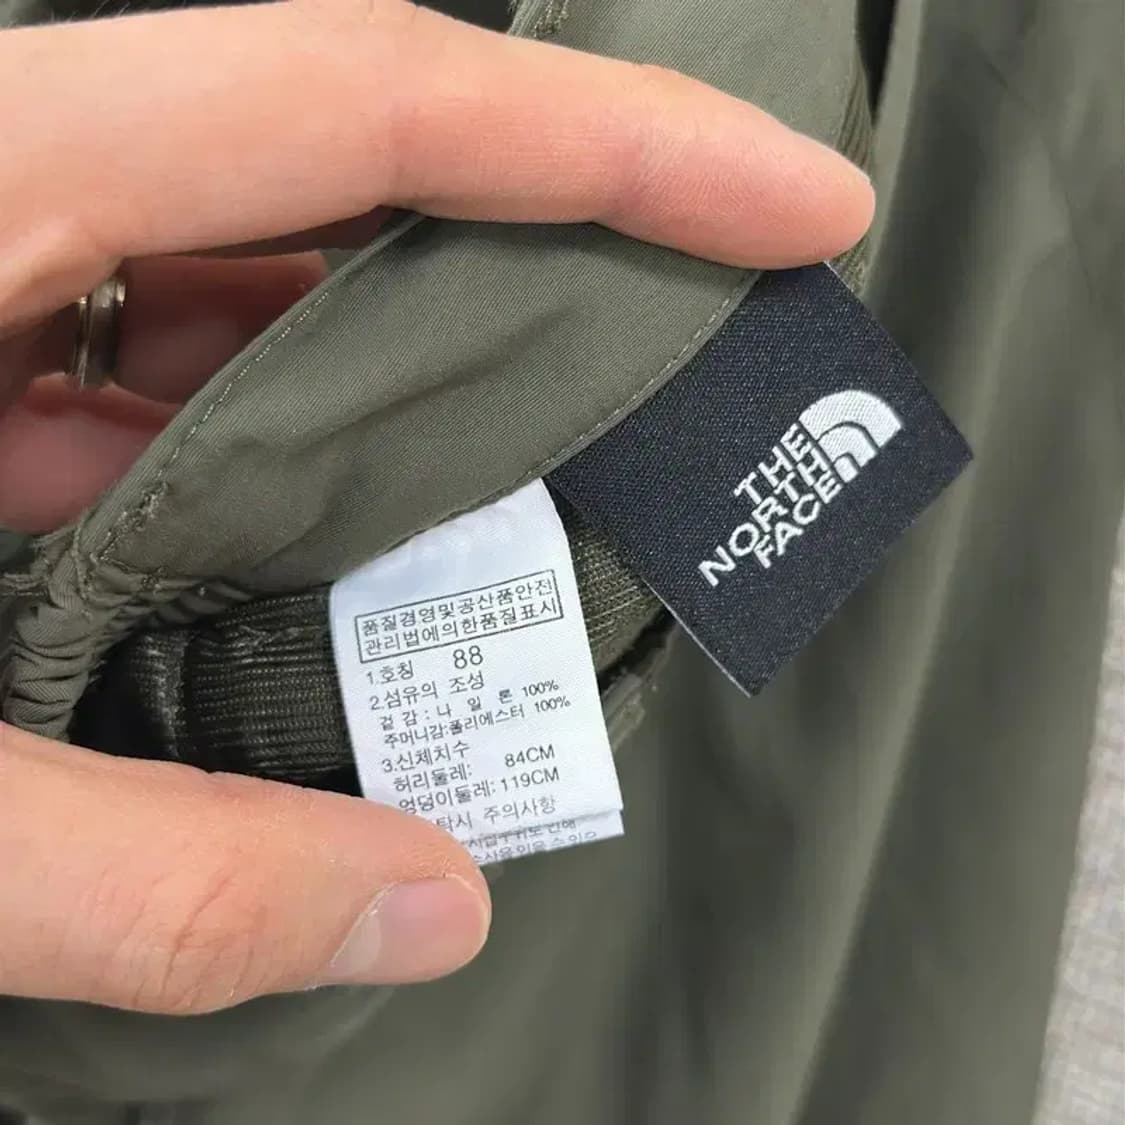 THE
NORTH
FACE
품질경영및공산품안전
관리법에의한품질표시
1.호칭 88
2.섬유의 조성
겉감: 나 일 론 100%
주머니감:폴리에스터 100%
3.신체치수
허리둘레: 84CM
엉덩이둘레: 119CM
탁시 주의사항